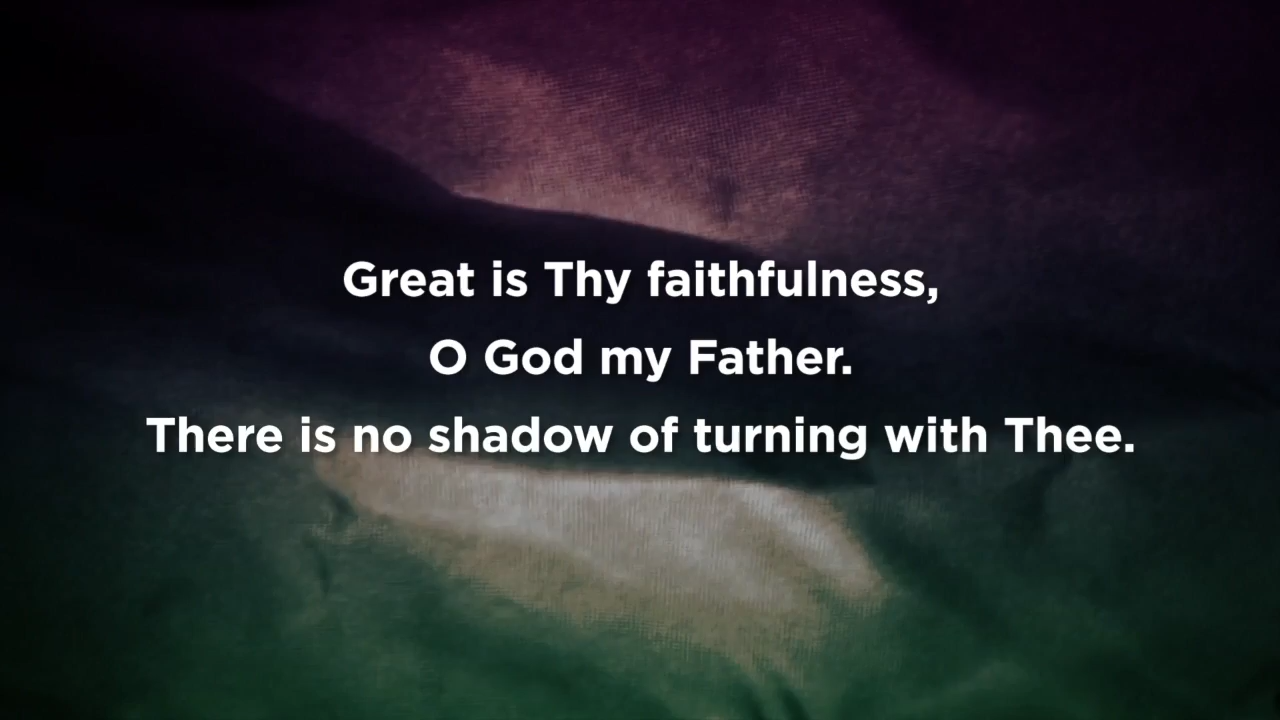 Great is Thy faithfulness,
O God my Father.
There is no shadow of turning with Thee.